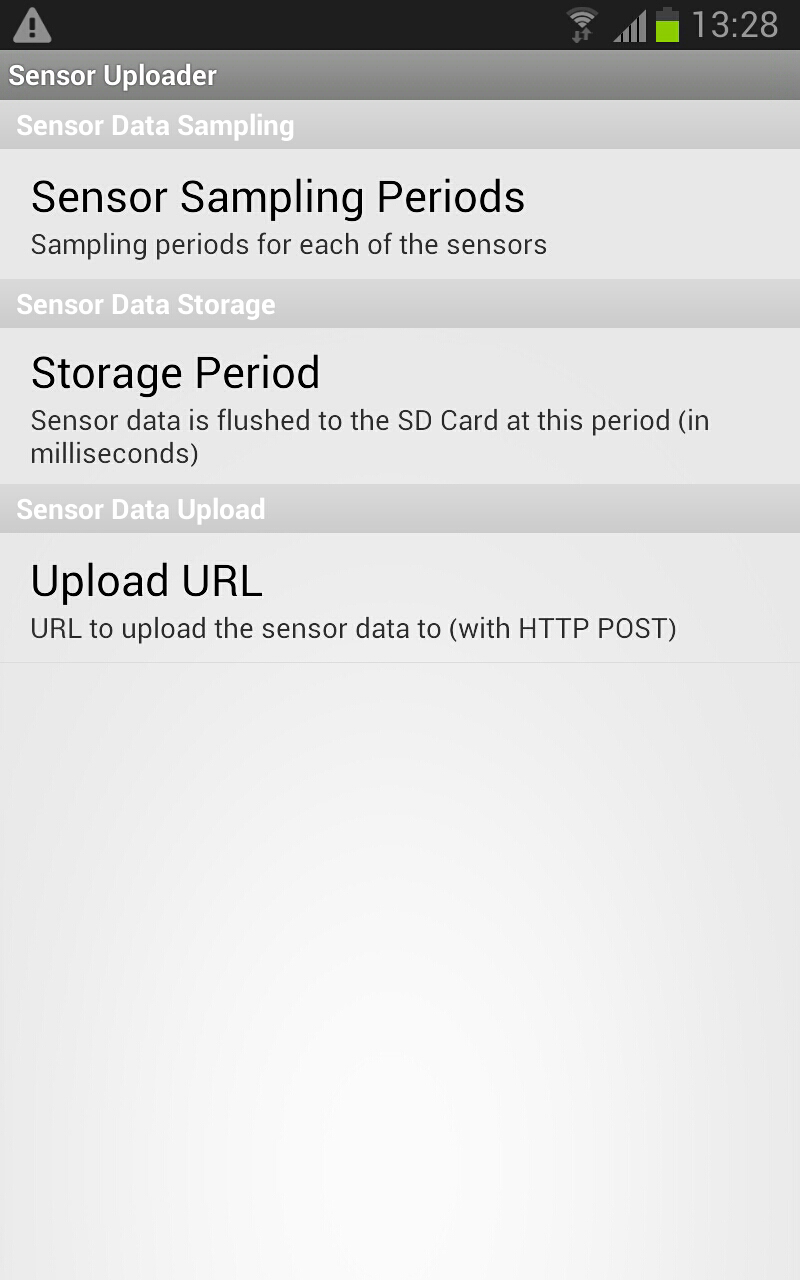 13:28
Sensor Uploader
Sensor Data Sampling
Sensor Sampling Periods
Sampling periods for each of the sensors
Sensor Data Storage
Storage Period
Sensor data is flushed to the SD Card at this period (in
milliseconds)
Sensor Data Upload
Upload URL
URL to upload the sensor data to (with HTTP POST)